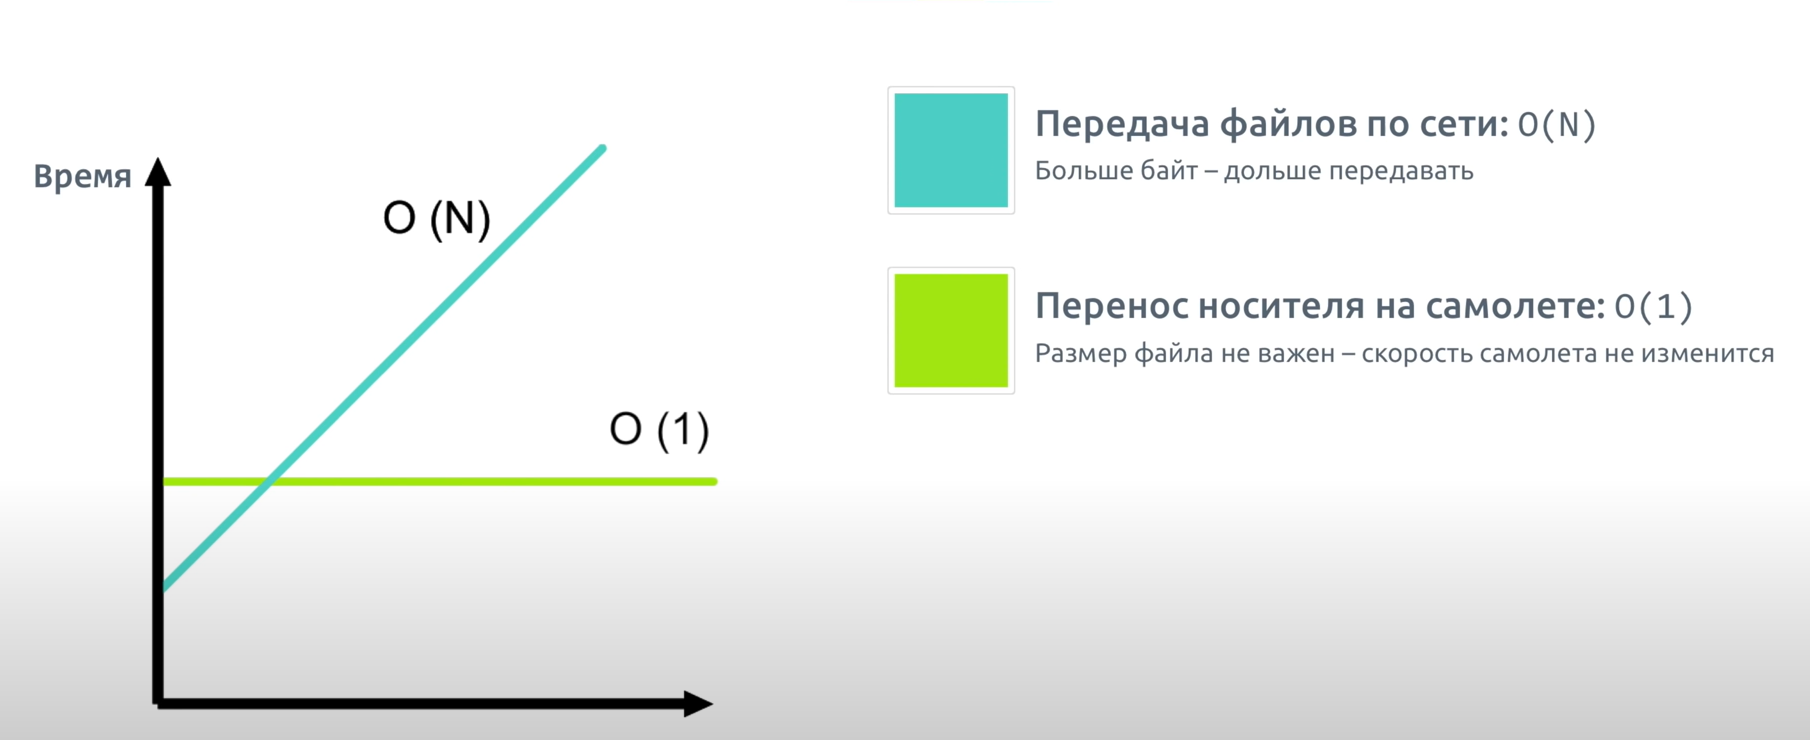 Время
O (N)
O (1)
Передача файлов по сети: O(N)
Больше байт – дольше передавать
Перенос носителя на самолете: O(1)
Размер файла не важен – скорость самолета не изменится